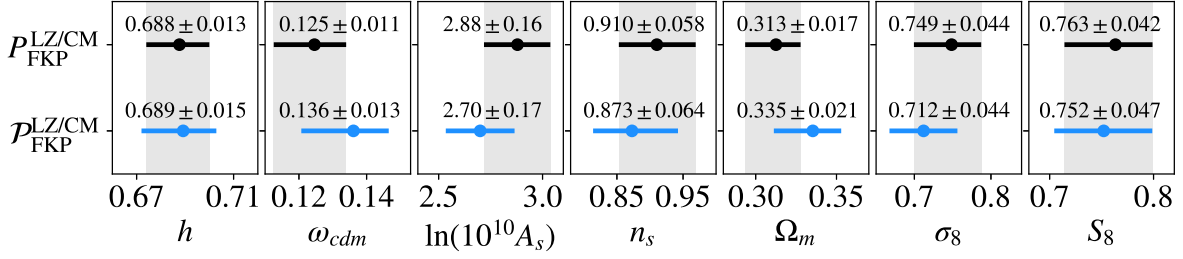 P_FKP^LZ/CM 0.688 ± 0.013 0.125 ± 0.011 2.88 ± 0.16 0.910 ± 0.058 0.313 ± 0.017 0.749 ± 0.044 0.763 ± 0.042
𝒫_FKP^LZ/CM 0.689 ± 0.015 0.136 ± 0.013 2.70 ± 0.17 0.873 ± 0.064 0.335 ± 0.021 0.712 ± 0.044 0.752 ± 0.047
0.67 0.71 0.12 0.14 2.5 3.0 0.85 0.95 0.30 0.35 0.7 0.8 0.7 0.8
h ω_cdm ln(10^10 A_s) n_s Ω_m σ_8 S_8